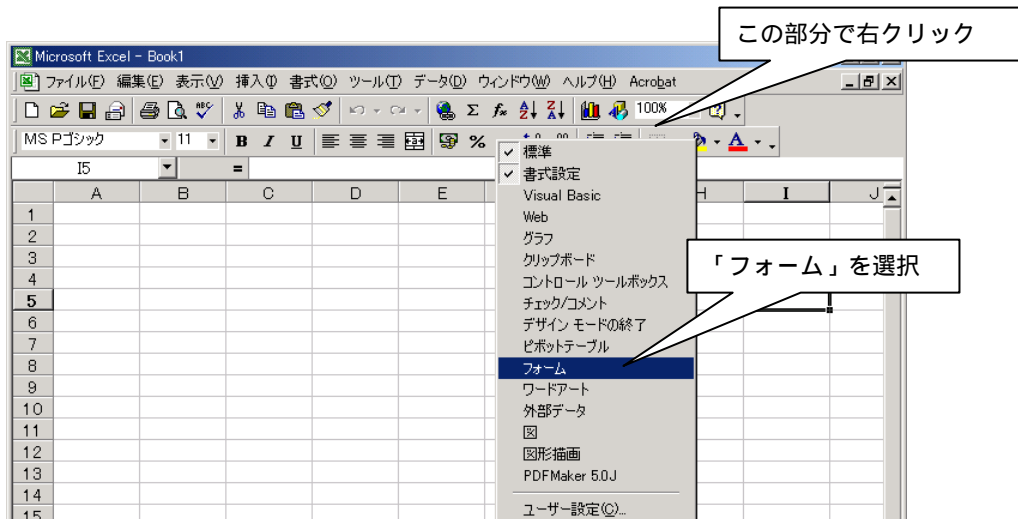 この部分で右クリック
Microsoft Excel - Book1
ファイル(F) 編集(E) 表示(V) 挿入(I) 書式(O) ツール(T) データ(D) ウィンドウ(W) ヘルプ(H) Acrobat
ABC Σ fx A Z Z A 100% ?
MS Pゴシック 11 B I U % A
I5 =
A B C D E H I J
標準
書式設定
Visual Basic
Web
グラフ
クリップボード
コントロール ツールボックス
チェック/コメント
デザイン モードの終了
ピボットテーブル
フォーム
ワードアート
外部データ
図
図形描画
PDFMaker 5.0J
ユーザー設定(C)...
「フォーム」を選択
1
2
3
4
5
6
7
8
9
10
11
12
13
14
15